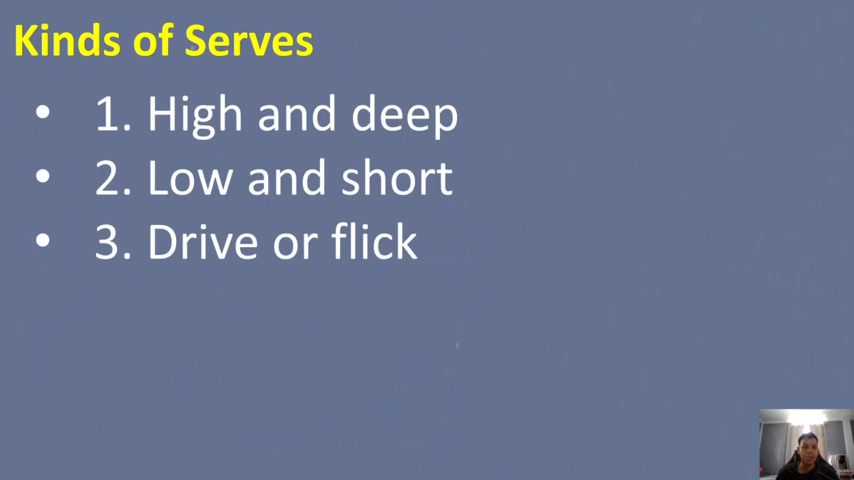 Kinds of Serves
• 1. High and deep
• 2. Low and short
• 3. Drive or flick